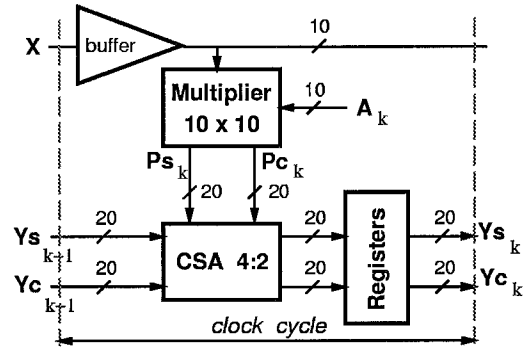 X
buffer
10
Multiplier
10 x 10
10
A k
Ps k
Pc k
20
20
Ys k-1
20
CSA 4:2
20
Registers
20
Ys k
Yc k-1
20
20
20
Yc k
clock cycle